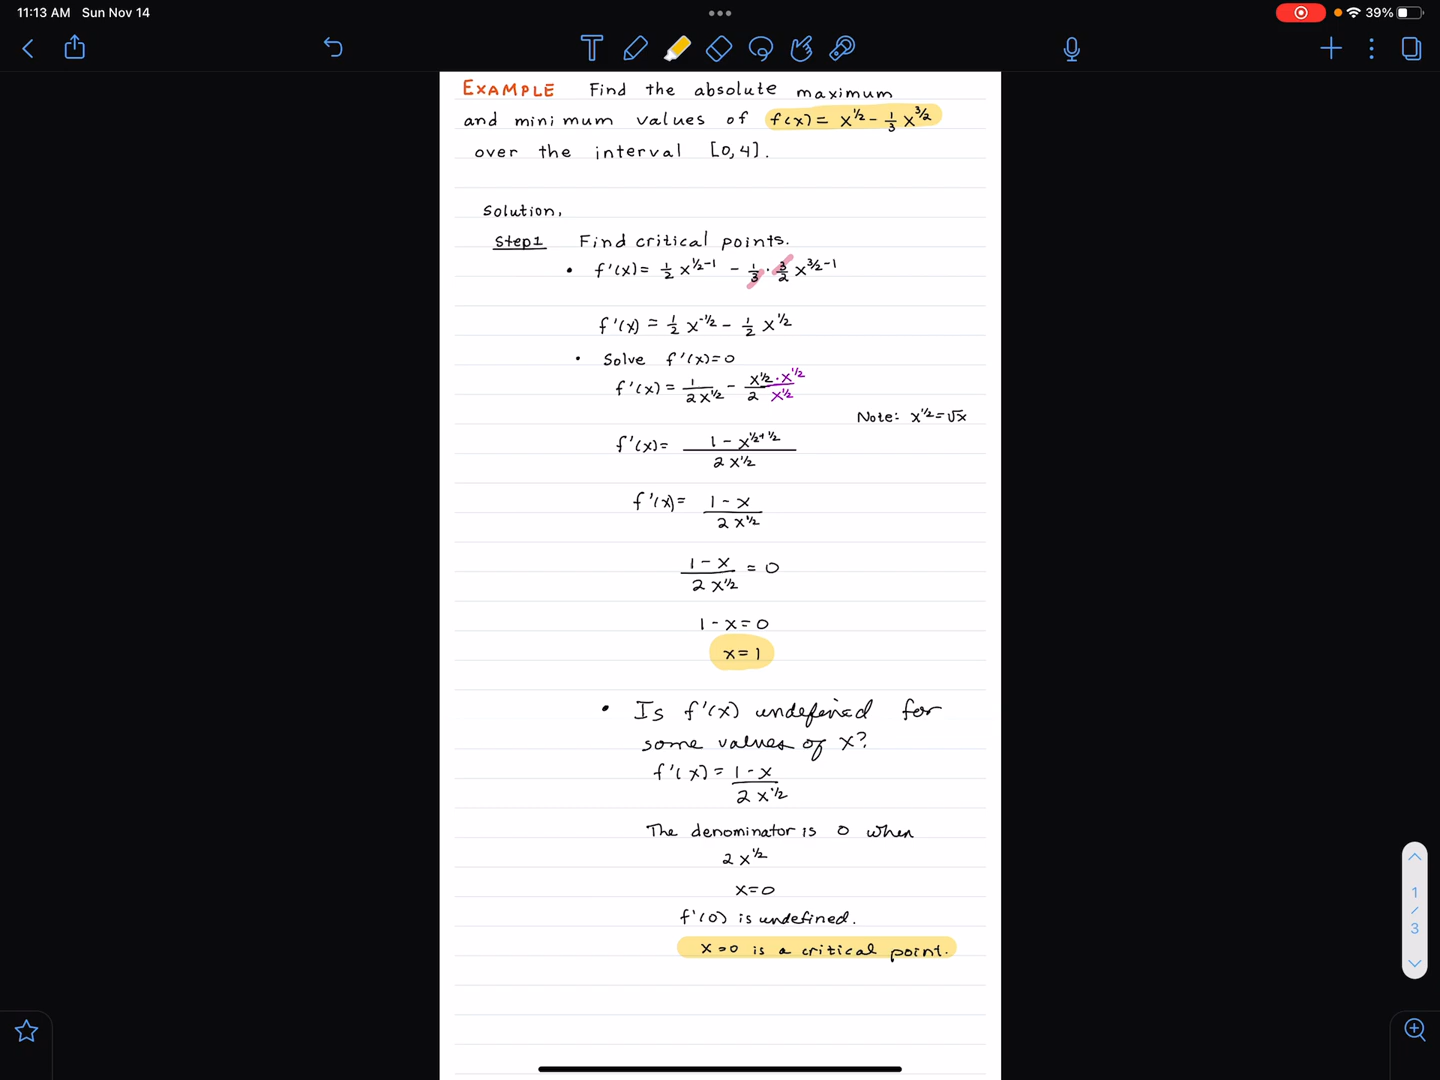 11:13 AM Sun Nov 14
39%
EXAMPLE Find the absolute maximum
and minimum values of f(x) = x^1/2 - 1/3 x^3/2
over the interval [0,4].
Solution,
Step1 Find critical points.
• f'(x) = 1/2 x^1/2-1 - 1/3 · 3/2 x^3/2-1
f'(x) = 1/2 x^-1/2 - 1/2 x^1/2
• Solve f'(x)=0
f'(x) = 1/2x^1/2 - x^1/2 · x^1/2 / 2 x^1/2
Note: x^1/2 = √x
f'(x) = 1 - x^1/2+1/2 / 2x^1/2
f'(x) = 1 - x / 2x^1/2
1 - x / 2x^1/2 = 0
1 - x = 0
x = 1
• Is f'(x) undefined for
some values of x?
f'(x) = 1 - x / 2x^1/2
The denominator is 0 when
2x^1/2
x=0
f'(0) is undefined.
x=0 is a critical point.
1
/
3